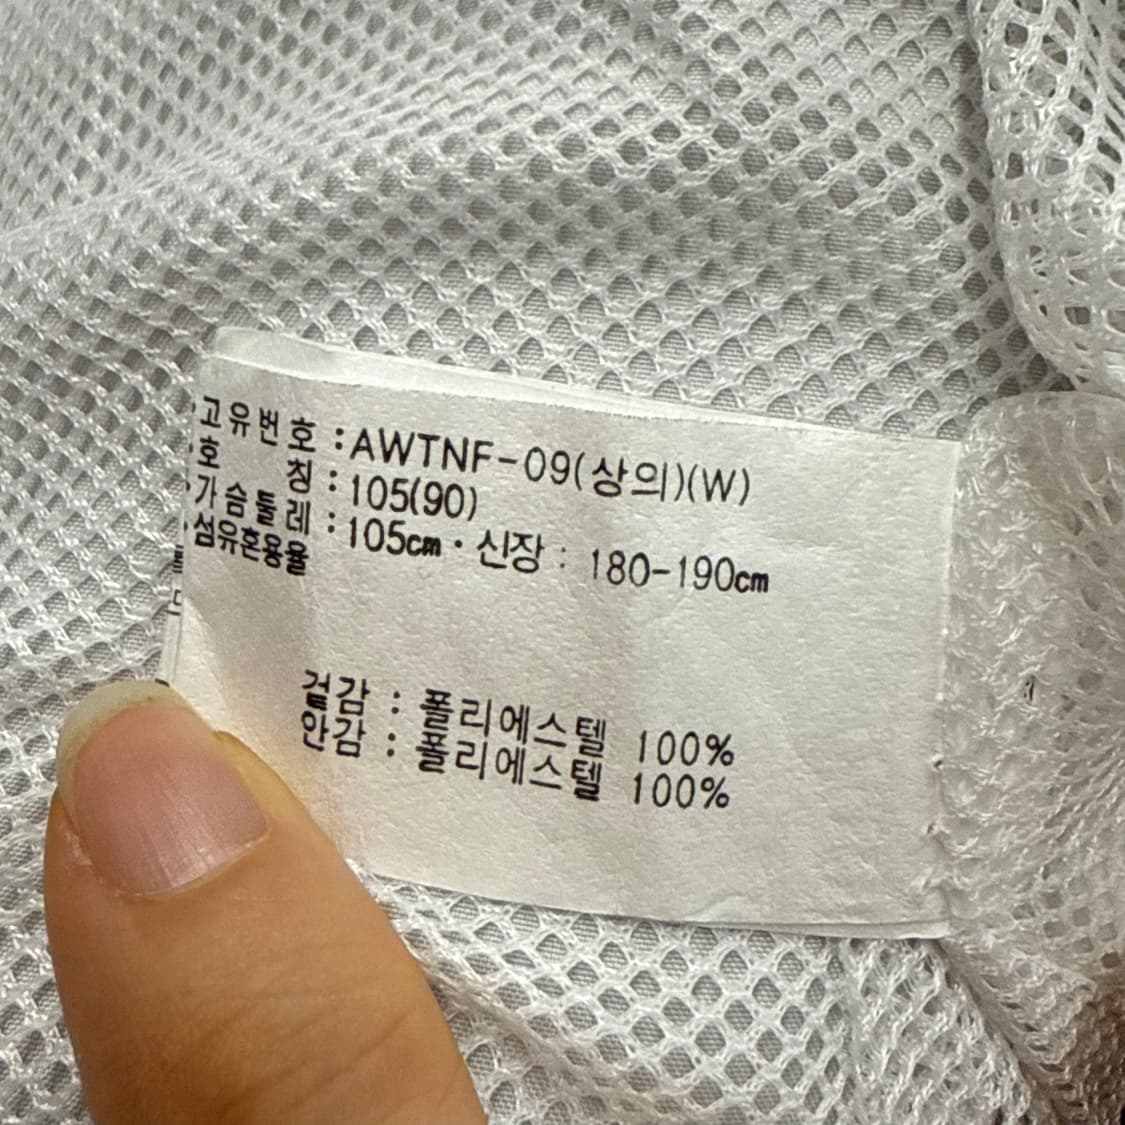 고유번호 : AWTNF-09(상의)(W)
호 칭 : 105(90)
가슴둘레 : 105cm · 신장 : 180-190cm
섬유혼용율
겉감 : 폴리에스텔 100%
안감 : 폴리에스텔 100%